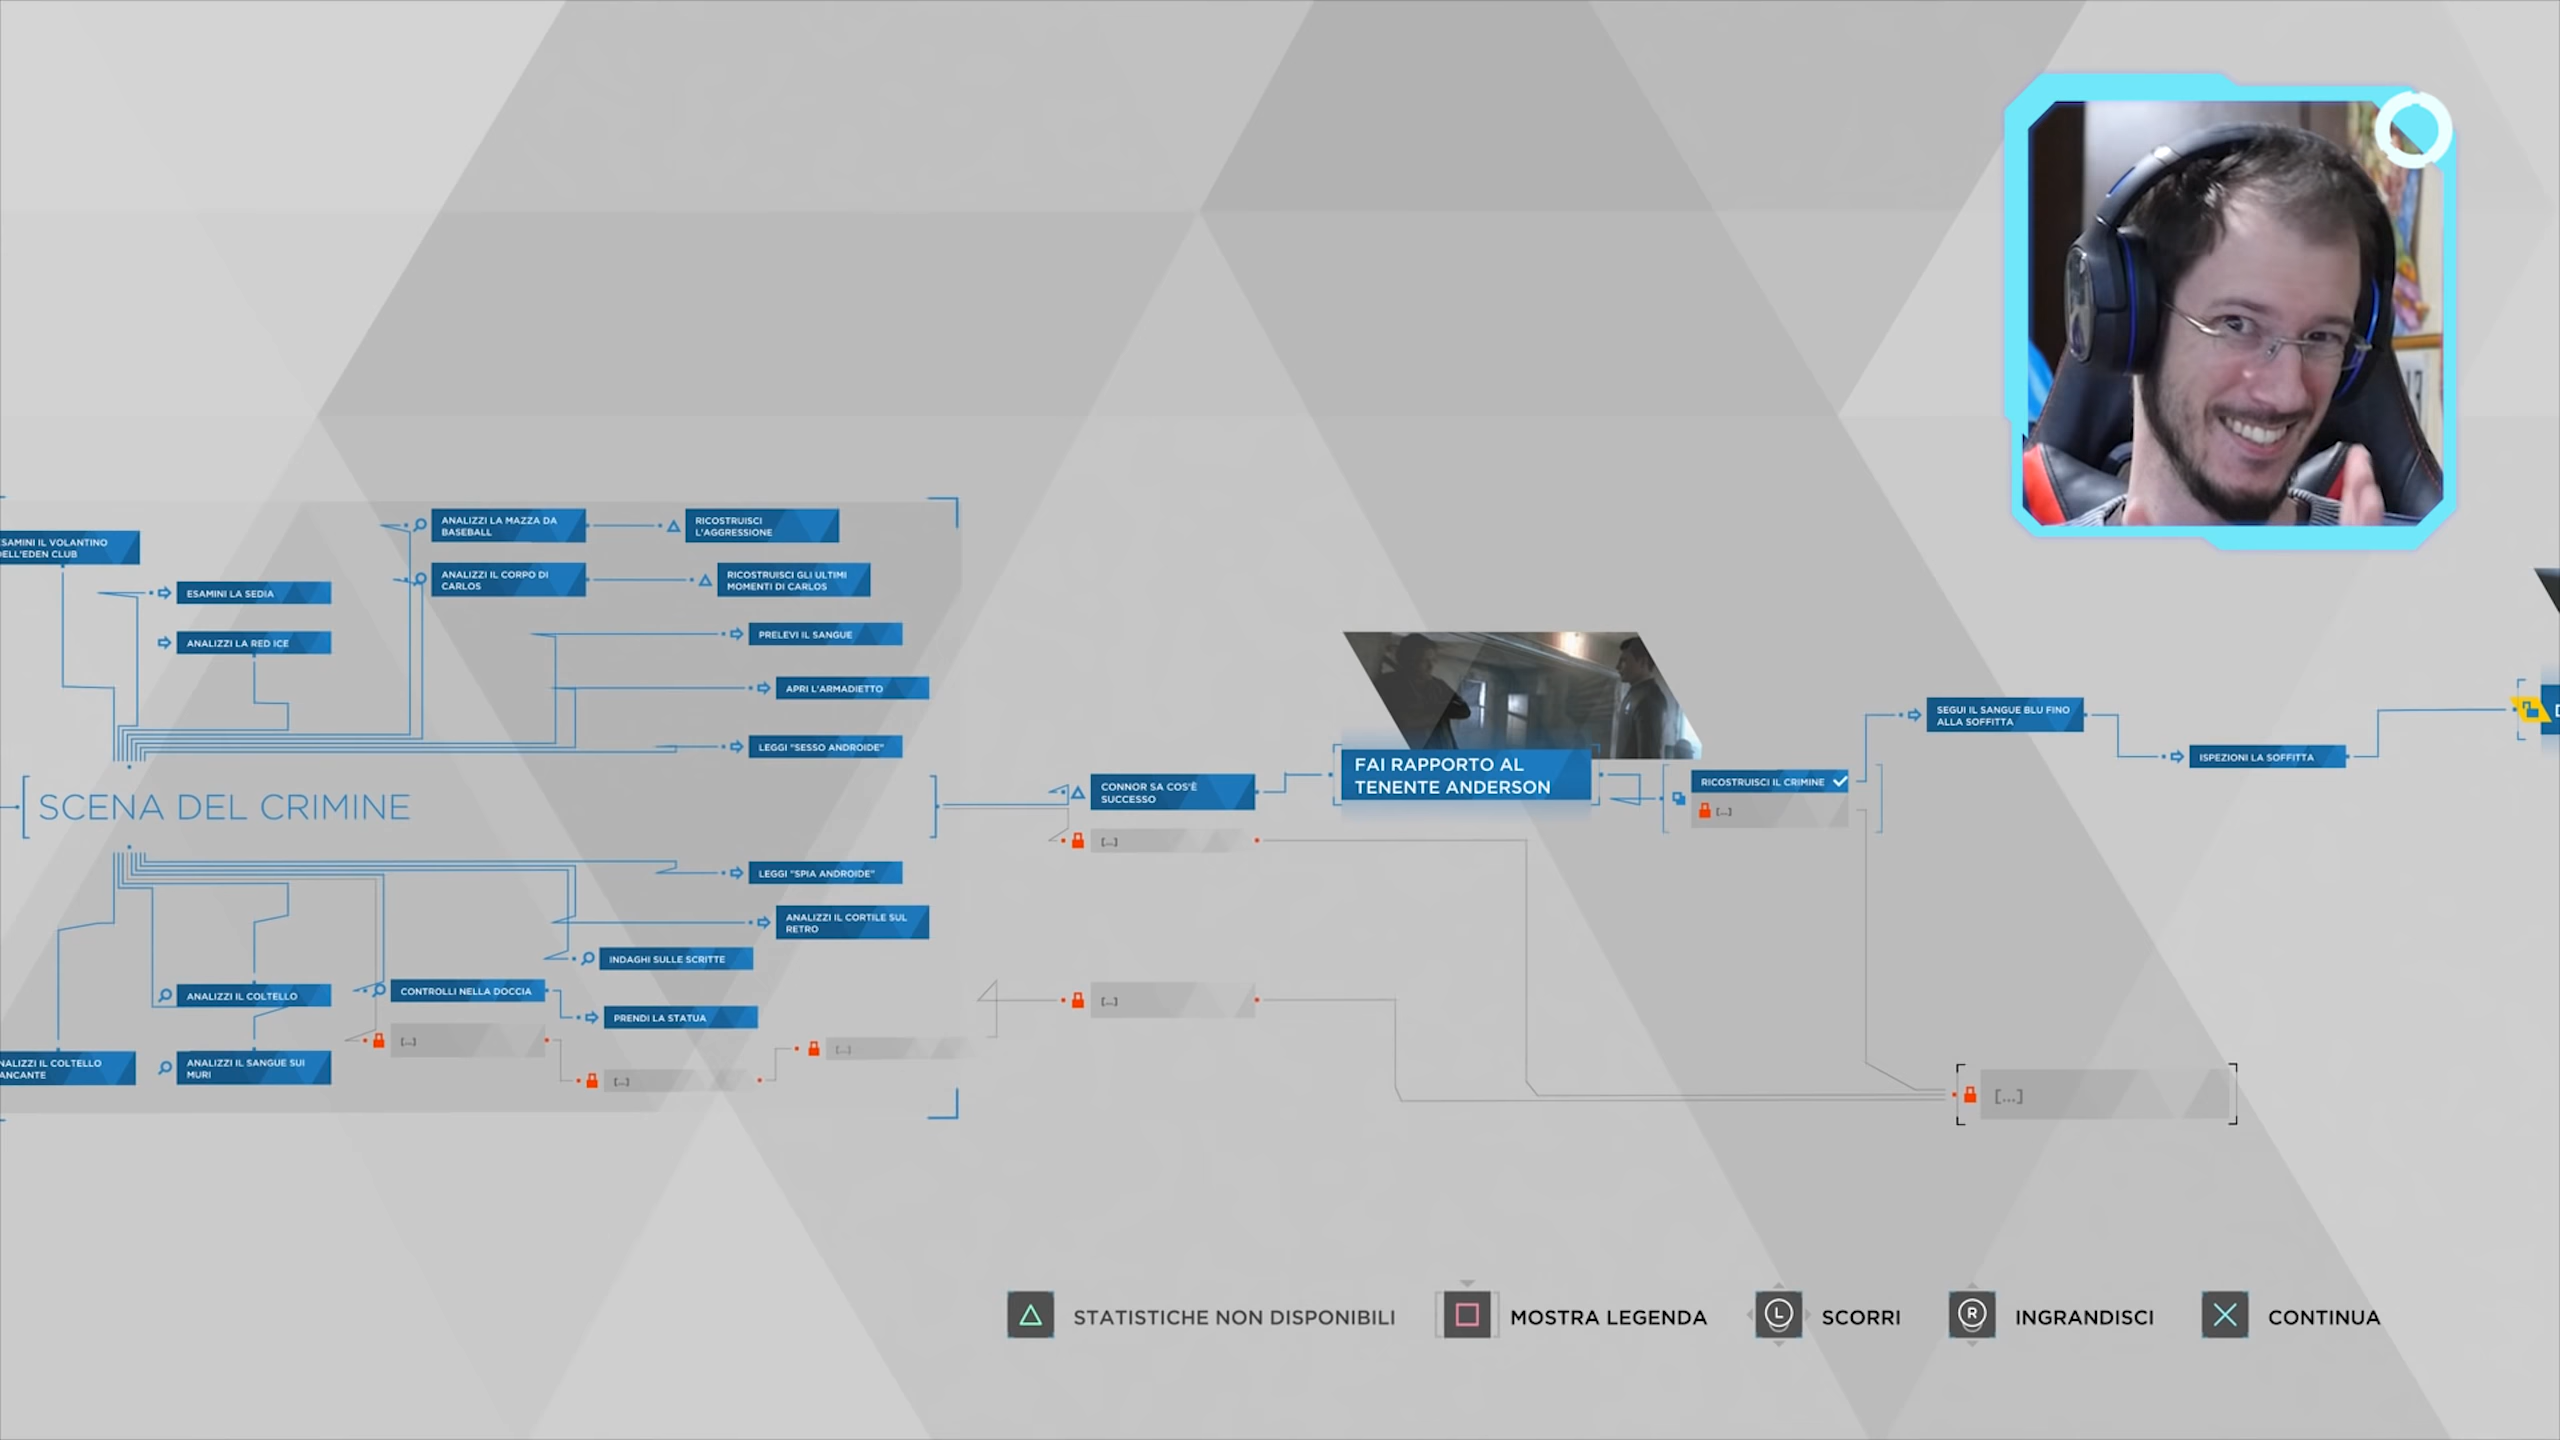 SAMINI IL VOLANTINO
ELL'EDEN CLUB
ESAMINI LA SEDIA
ANALIZZI LA RED ICE
ANALIZZI LA MAZZA DA
BASEBALL
RICOSTRUISCI
L'AGGRESSIONE
ANALIZZI IL CORPO DI
CARLOS
RICOSTRUISCI GLI ULTIMI
MOMENTI DI CARLOS
PRELEVI IL SANGUE
APRI L'ARMADIETTO
LEGGI "SESSO ANDROIDE"
SCENA DEL CRIMINE
LEGGI "SPIA ANDROIDE"
ANALIZZI IL CORTILE SUL
RETRO
INDAGHI SULLE SCRITTE
ANALIZZI IL COLTELLO
CONTROLLI NELLA DOCCIA
PRENDI LA STATUA
[...]
[...]
[...]
NALIZZI IL COLTELLO
ANCANTE
ANALIZZI IL SANGUE SUI
MURI
CONNOR SA COS'È
SUCCESSO
[...]
[...]
FAI RAPPORTO AL
TENENTE ANDERSON
RICOSTRUISCI IL CRIMINE
[...]
SEGUI IL SANGUE BLU FINO
ALLA SOFFITTA
ISPEZIONI LA SOFFITTA
[...]
STATISTICHE NON DISPONIBILI
MOSTRA LEGENDA
L
SCORRI
R
INGRANDISCI
CONTINUA